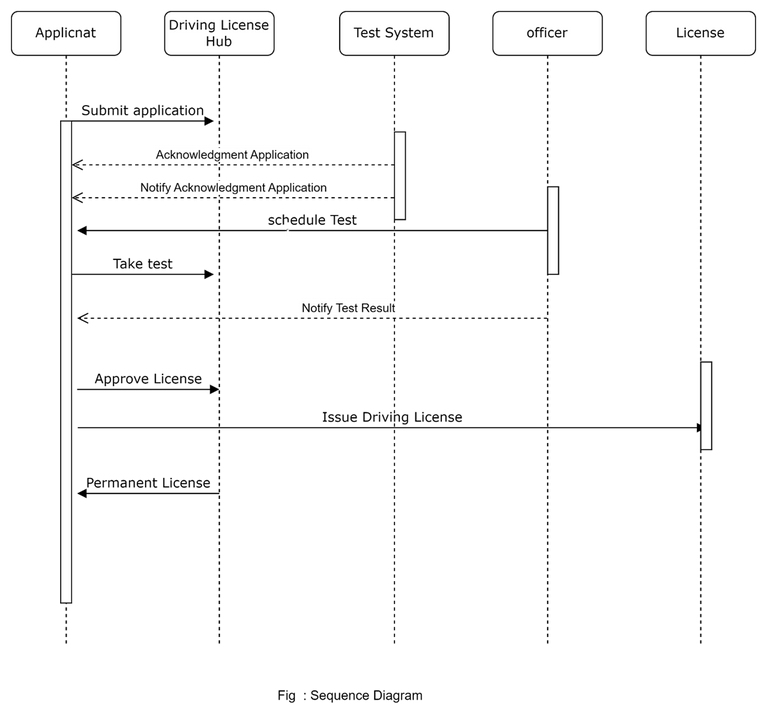 Applicnat
Driving License
Hub
Test System
officer
License
Submit application
Acknowledgment Application
Notify Acknowledgment Application
schedule Test
Take test
Notify Test Result
Approve License
Issue Driving License
Permanent License
Fig : Sequence Diagram